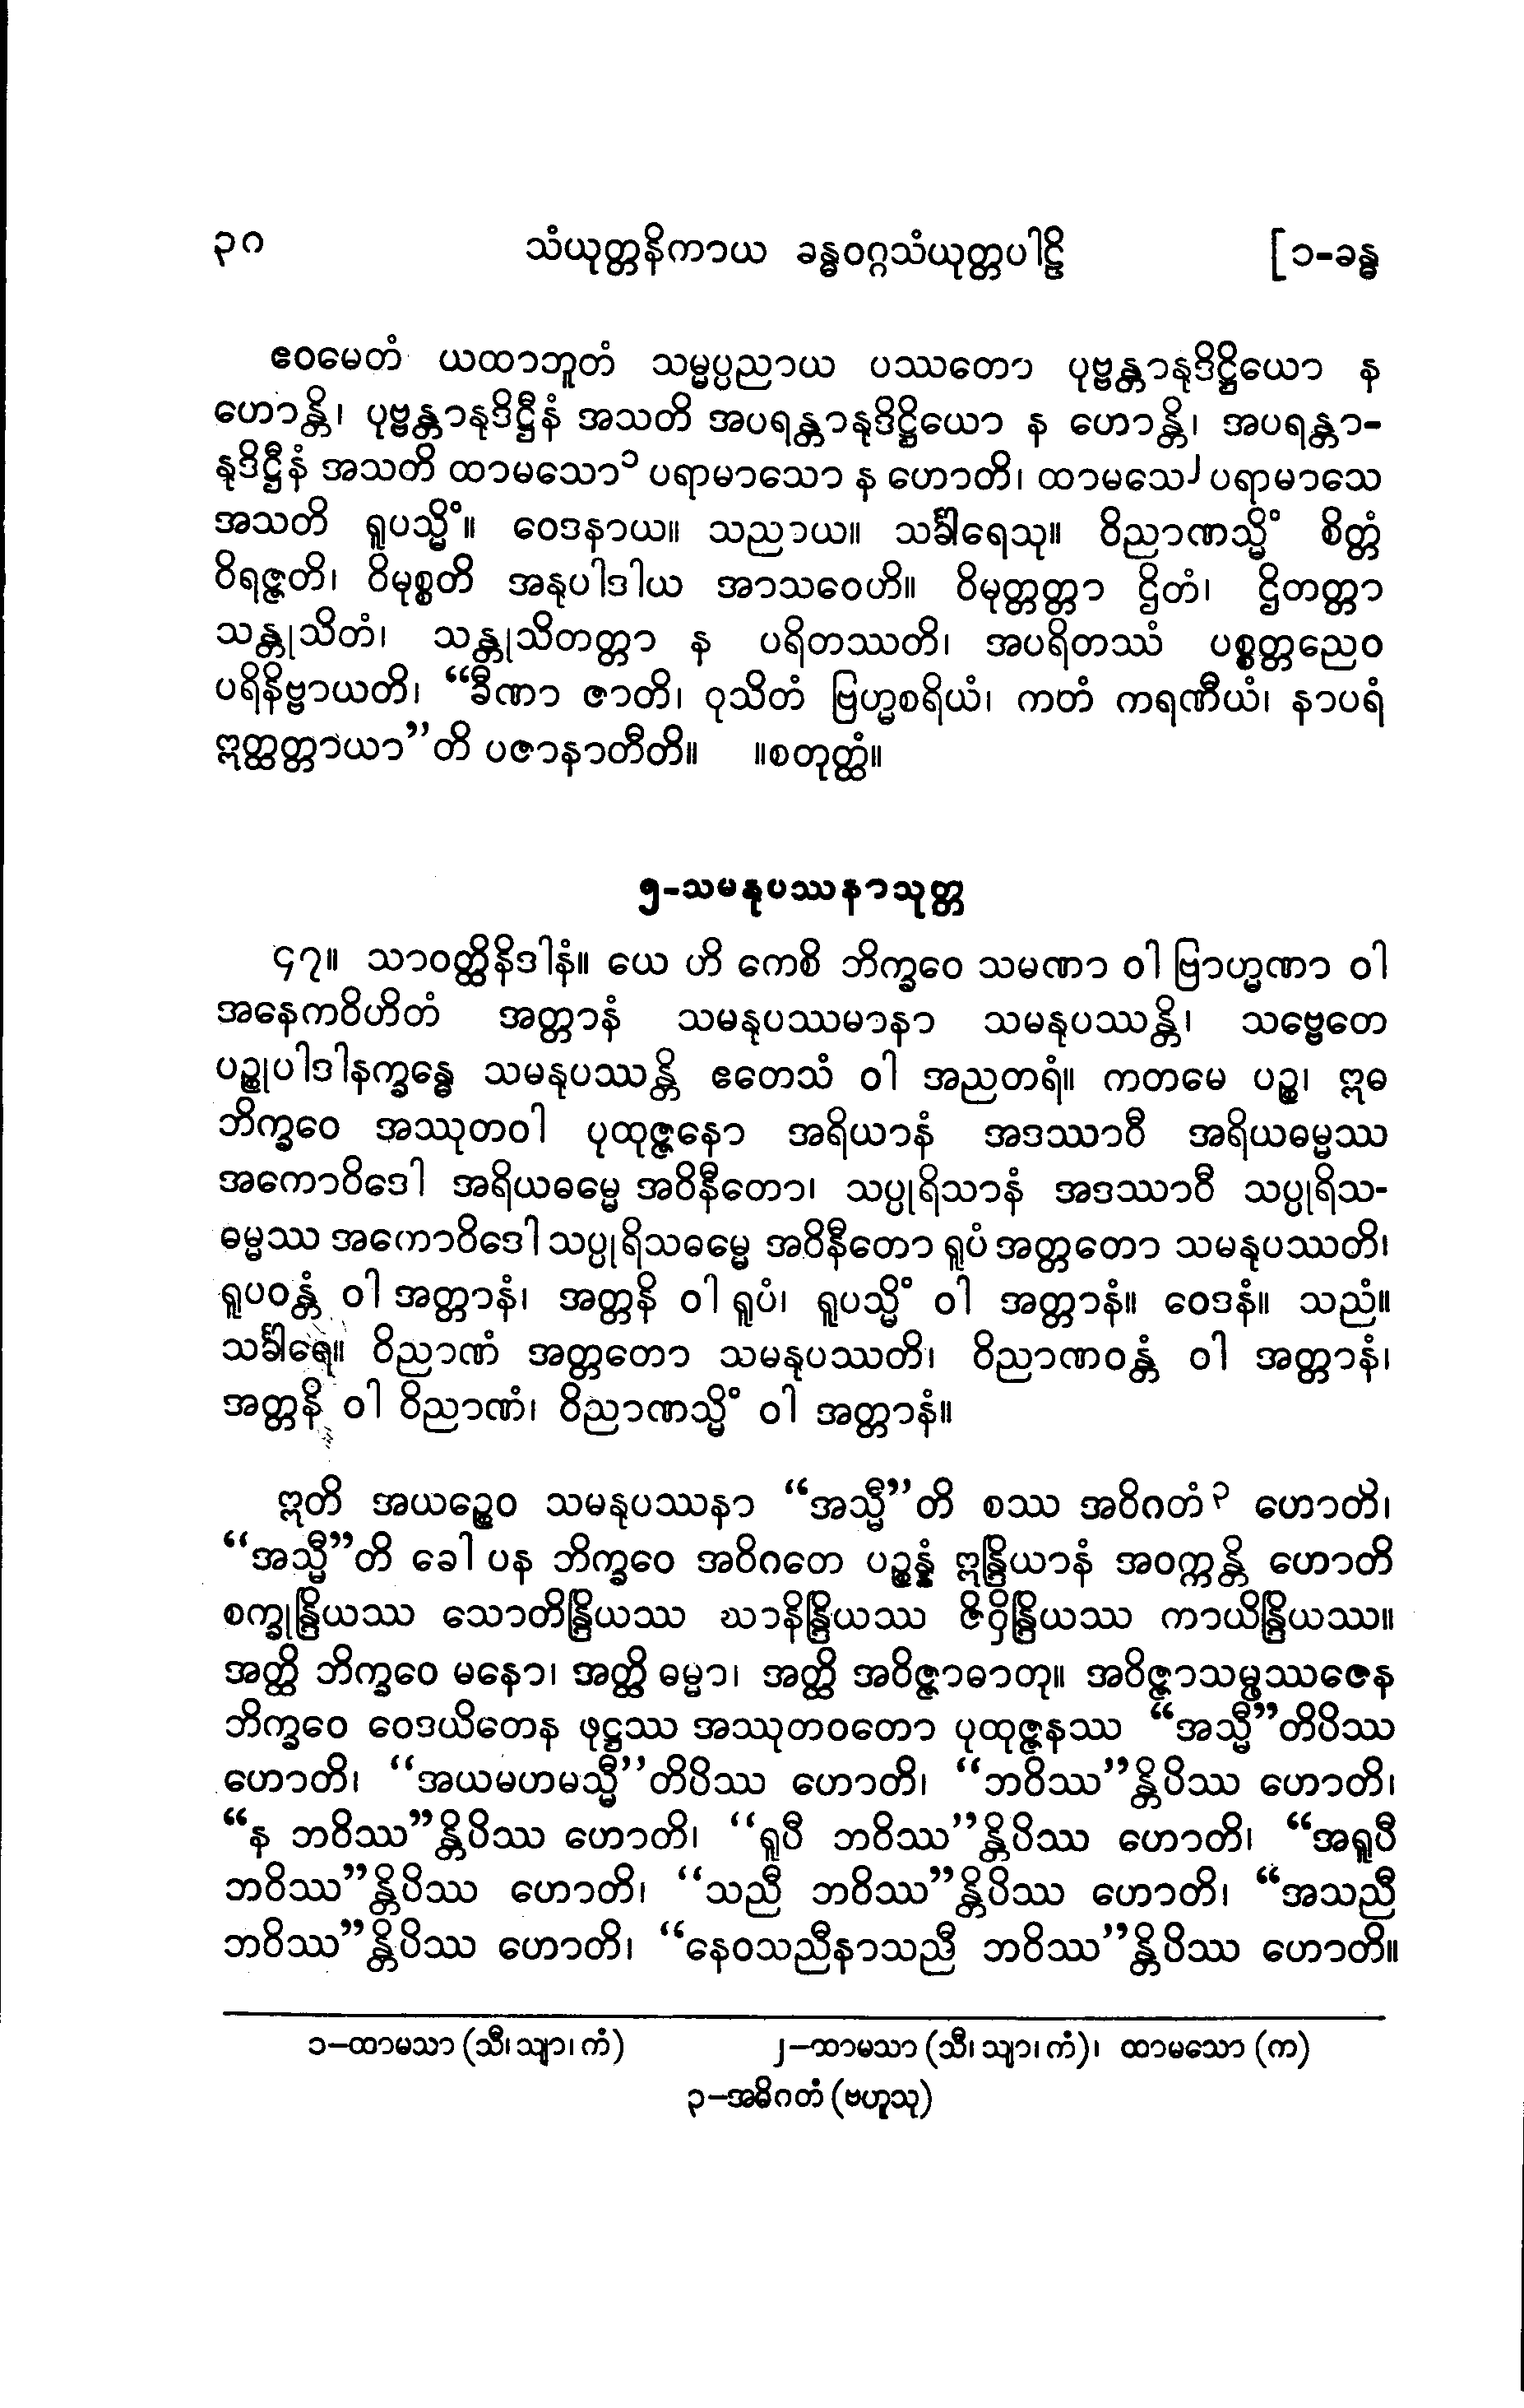 ၃၀ သံယုတ္တနိကာယ ခန္ဓဝဂ္ဂသံယုတ္တပါဠိ [၁-ခန္ဓ
ဧဝမေတံ ယထာဘူတံ သမ္မပ္ပညာယ ပဿတော ပုဗ္ဗန္တာနုဒိဋ္ဌိယော န
ဟောန္တိ၊ ပုဗ္ဗန္တာနုဒိဋ္ဌီနံ အသတိ အပရန္တာနုဒိဋ္ဌိယော န ဟောန္တိ၊ အပရန္တာ-
နုဒိဋ္ဌီနံ အသတိ ထာမသော၁ ပရာမာသော န ဟောတိ၊ ထာမသေ၂ ပရာမာသေ
အသတိ ရူပသ္မိံ။ ဝေဒနာယ။ သညာယ။ သင်္ခါရေသု။ ဝိညာဏသ္မိံ စိတ္တံ
ဝိရဇ္ဇတိ၊ ဝိမုစ္စတိ အနုပါဒါယ အာသဝေဟိ။ ဝိမုတ္တတ္တာ ဌိတံ၊ ဌိတတ္တာ
သန္တုသိတံ၊ သန္တုသိတတ္တာ န ပရိတဿတိ၊ အပရိတဿံ ပစ္စတ္တညေဝ
ပရိနိဗ္ဗာယတိ၊ “ခီဏာ ဇာတိ၊ ဝုသိတံ ဗြဟ္မစရိယံ၊ ကတံ ကရဏီယံ၊ နာပရံ
ဣတ္ထတ္တာယာ”တိ ပဇာနာတီတိ။ ။စတုတ္ထံ။
၅-သမနုပဿနာသုတ္တ
၄၇။ သာဝတ္ထိနိဒါနံ။ ယေ ဟိ ကေစိ ဘိက္ခဝေ သမဏာ ဝါ ဗြာဟ္မဏာ ဝါ
အနေကဝိဟိတံ အတ္တာနံ သမနုပဿမာနာ သမနုပဿန္တိ၊ သဗ္ဗေတေ
ပဉ္စုပါဒါနက္ခန္ဓေ သမနုပဿန္တိ ဧတေသံ ဝါ အညတရံ။ ကတမေ ပဉ္စ၊ ဣဓ
ဘိက္ခဝေ အဿုတဝါ ပုထုဇ္ဇနော အရိယာနံ အဒဿာဝီ အရိယဓမ္မဿ
အကောဝိဒေါ အရိယဓမ္မေ အဝိနီတော၊ သပ္ပုရိသာနံ အဒဿာဝီ သပ္ပုရိသ-
ဓမ္မဿ အကောဝိဒေါ သပ္ပုရိသဓမ္မေ အဝိနီတော ရူပံ အတ္တတော သမနုပဿတိ၊
ရူပဝန္တံ ဝါ အတ္တာနံ၊ အတ္တနိ ဝါ ရူပံ၊ ရူပသ္မိံ ဝါ အတ္တာနံ။ ဝေဒနံ။ သညံ။
သင်္ခါရေ။ ဝိညာဏံ အတ္တတော သမနုပဿတိ၊ ဝိညာဏဝန္တံ ဝါ အတ္တာနံ၊
အတ္တနိ ဝါ ဝိညာဏံ၊ ဝိညာဏသ္မိံ ဝါ အတ္တာနံ။
ဣတိ အယဉ္စေဝ သမနုပဿနာ “အသ္မီ”တိ စဿ အဝိဂတံ၃ ဟောတိ၊
“အသ္မီ”တိ ခေါ ပန ဘိက္ခဝေ အဝိဂတေ ပဉ္စန္နံ ဣန္ဒြိယာနံ အဝက္ကန္တိ ဟောတိ
စက္ခုန္ဒြိယဿ သောတိန္ဒြိယဿ ဃာနိန္ဒြိယဿ ဇိဝှိန္ဒြိယဿ ကာယိန္ဒြိယဿ။
အတ္ထိ ဘိက္ခဝေ မနော၊ အတ္ထိ ဓမ္မာ၊ အတ္ထိ အဝိဇ္ဇာဓာတု။ အဝိဇ္ဇာသမ္ဖဿဇေန
ဘိက္ခဝေ ဝေဒယိတေန ဖုဋ္ဌဿ အဿုတဝတော ပုထုဇ္ဇနဿ “အသ္မီ”တိပိဿ
ဟောတိ၊ “အယမဟမသ္မီ”တိပိဿ ဟောတိ၊ “ဘဝိဿ”န္တိပိဿ ဟောတိ၊
“န ဘဝိဿ”န္တိပိဿ ဟောတိ၊ “ရူပီ ဘဝိဿ”န္တိပိဿ ဟောတိ၊ “အရူပီ
ဘဝိဿ”န္တိပိဿ ဟောတိ၊ “သညီ ဘဝိဿ”န္တိပိဿ ဟောတိ၊ “အသညီ
ဘဝိဿ”န္တိပိဿ ဟောတိ၊ “နေဝသညီနာသညီ ဘဝိဿ”န္တိပိဿ ဟောတိ။
၁–ထာမသာ (သီ၊ သျာ၊ ကံ) ၂–ထာမသာ (သီ၊ သျာ၊ ကံ)၊ ထာမသော (က)
၃–အဓိဂတံ (ဗဟူသု)